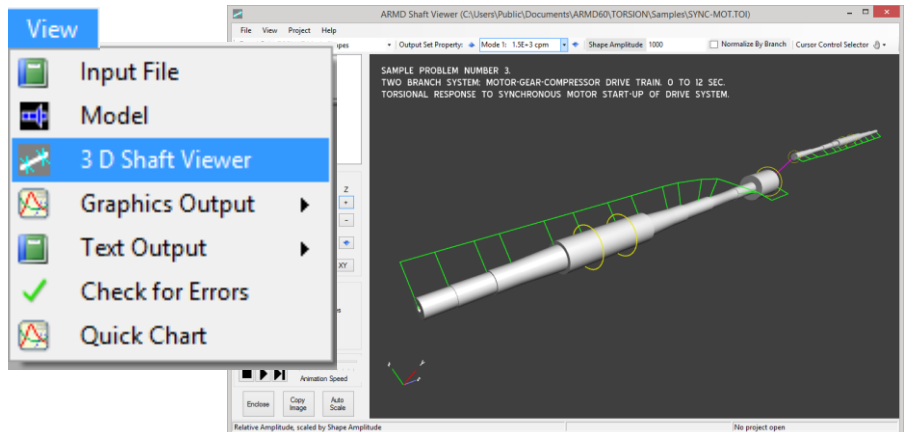 View
Input File
Model
3 D Shaft Viewer
Graphics Output
Text Output
Check for Errors
Quick Chart
ARMD Shaft Viewer (C:\Users\Public\Documents\ARMD60\TORSION\Samples\SYNC-MOT.TOI)
File View Project Help
Output Set Property: Mode 1: 1.5E+3 cpm Shape Amplitude 1000 Normalize By Branch Cursor Control Selector
SAMPLE PROBLEM NUMBER 3.
TWO BRANCH SYSTEM: MOTOR-GEAR-COMPRESSOR DRIVE TRAIN. 0 TO 12 SEC.
TORSIONAL RESPONSE TO SYNCHRONOUS MOTOR START-UP OF DRIVE SYSTEM.
Z
+
-
XY
Animation Speed
Enclose Copy Image Auto Scale
Relative Amplitude, scaled by Shape Amplitude No project open